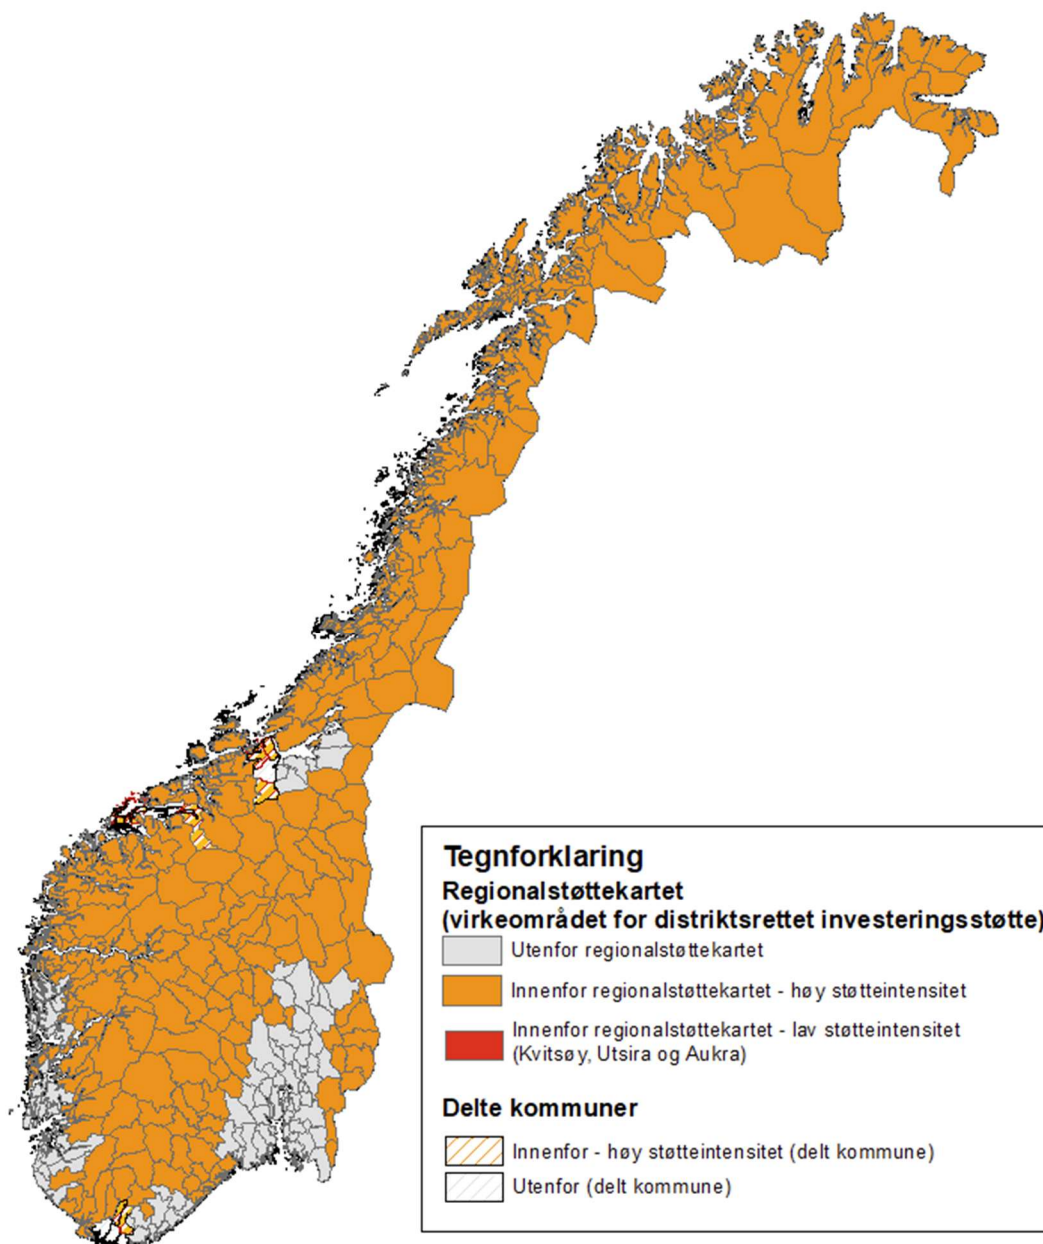 Tegnforklaring
Regionalstøttekartet
(virkeområdet for distriktsrettet investeringsstøtte)
Utenfor regionalstøttekartet
Innenfor regionalstøttekartet - høy støtteintensitet
Innenfor regionalstøttekartet - lav støtteintensitet
(Kvitsøy, Utsira og Aukra)
Delte kommuner
Innenfor - høy støtteintensitet (delt kommune)
Utenfor (delt kommune)